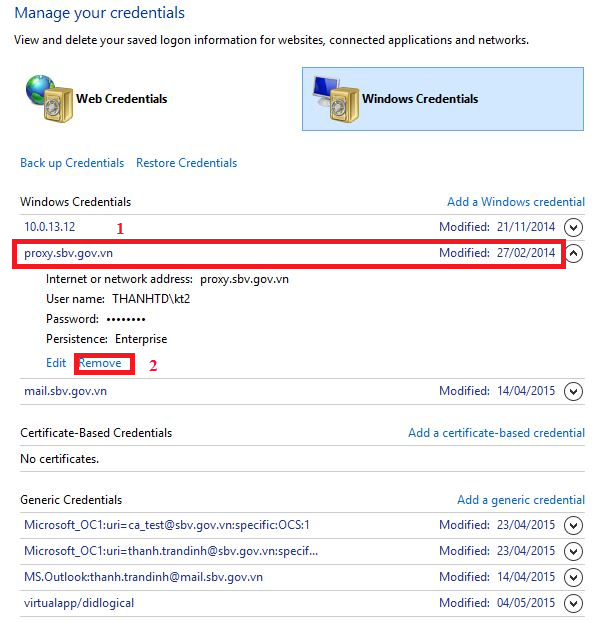 Manage your credentials
View and delete your saved logon information for websites, connected applications and networks.
Web Credentials
Windows Credentials
Back up Credentials Restore Credentials
Windows Credentials Add a Windows credential
10.0.13.12 1 Modified: 21/11/2014
proxy.sbv.gov.vn Modified: 27/02/2014
Internet or network address: proxy.sbv.gov.vn
User name: THANHTD\kt2
Password: ••••••••
Persistence: Enterprise
Edit Remove 2
mail.sbv.gov.vn Modified: 14/04/2015
Certificate-Based Credentials Add a certificate-based credential
No certificates.
Generic Credentials Add a generic credential
Microsoft_OC1:uri=ca_test@sbv.gov.vn:specific:OCS:1 Modified: 23/04/2015
Microsoft_OC1:uri=thanh.trandinh@sbv.gov.vn:specif... Modified: 23/04/2015
MS.Outlook:thanh.trandinh@mail.sbv.gov.vn Modified: 14/04/2015
virtualapp/didlogical Modified: 04/05/2015